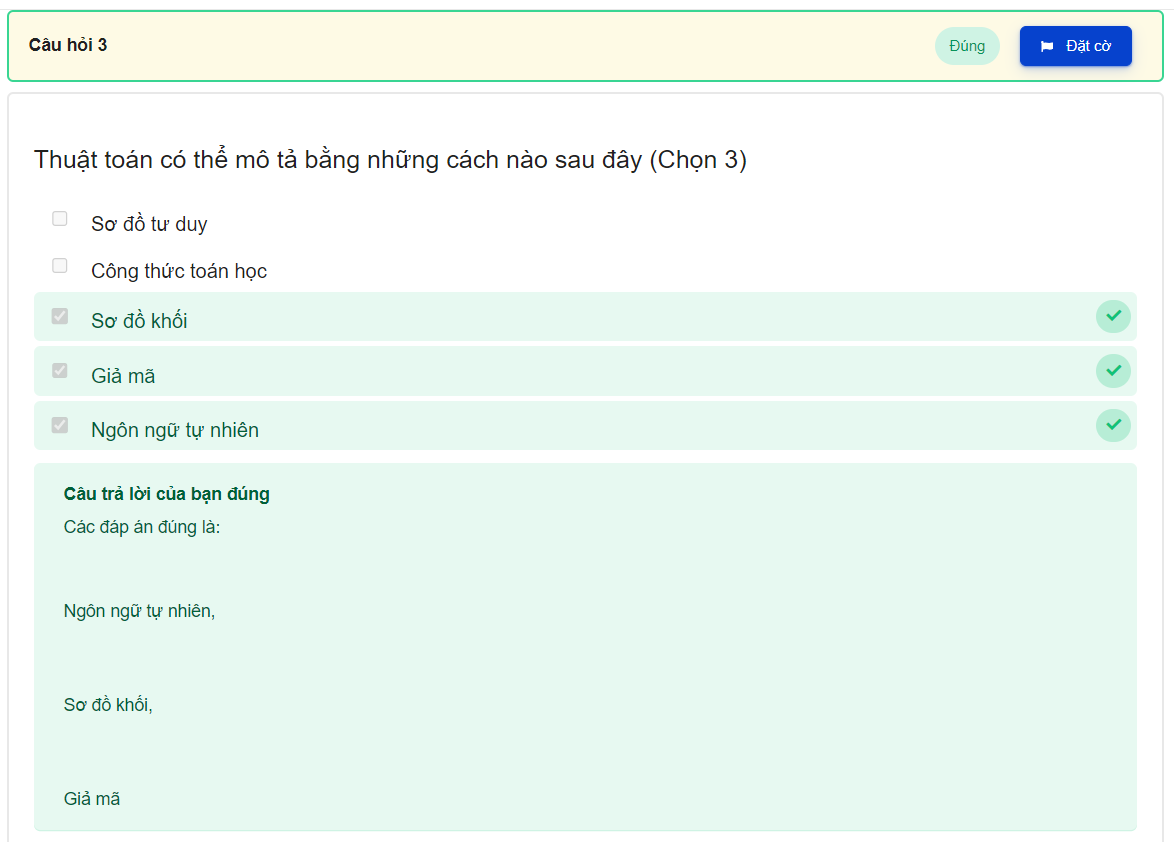 Câu hỏi 3
Đúng
Đặt cờ
Thuật toán có thể mô tả bằng những cách nào sau đây (Chọn 3)
Sơ đồ tư duy
Công thức toán học
Sơ đồ khối
Giả mã
Ngôn ngữ tự nhiên
Câu trả lời của bạn đúng
Các đáp án đúng là:
Ngôn ngữ tự nhiên,
Sơ đồ khối,
Giả mã